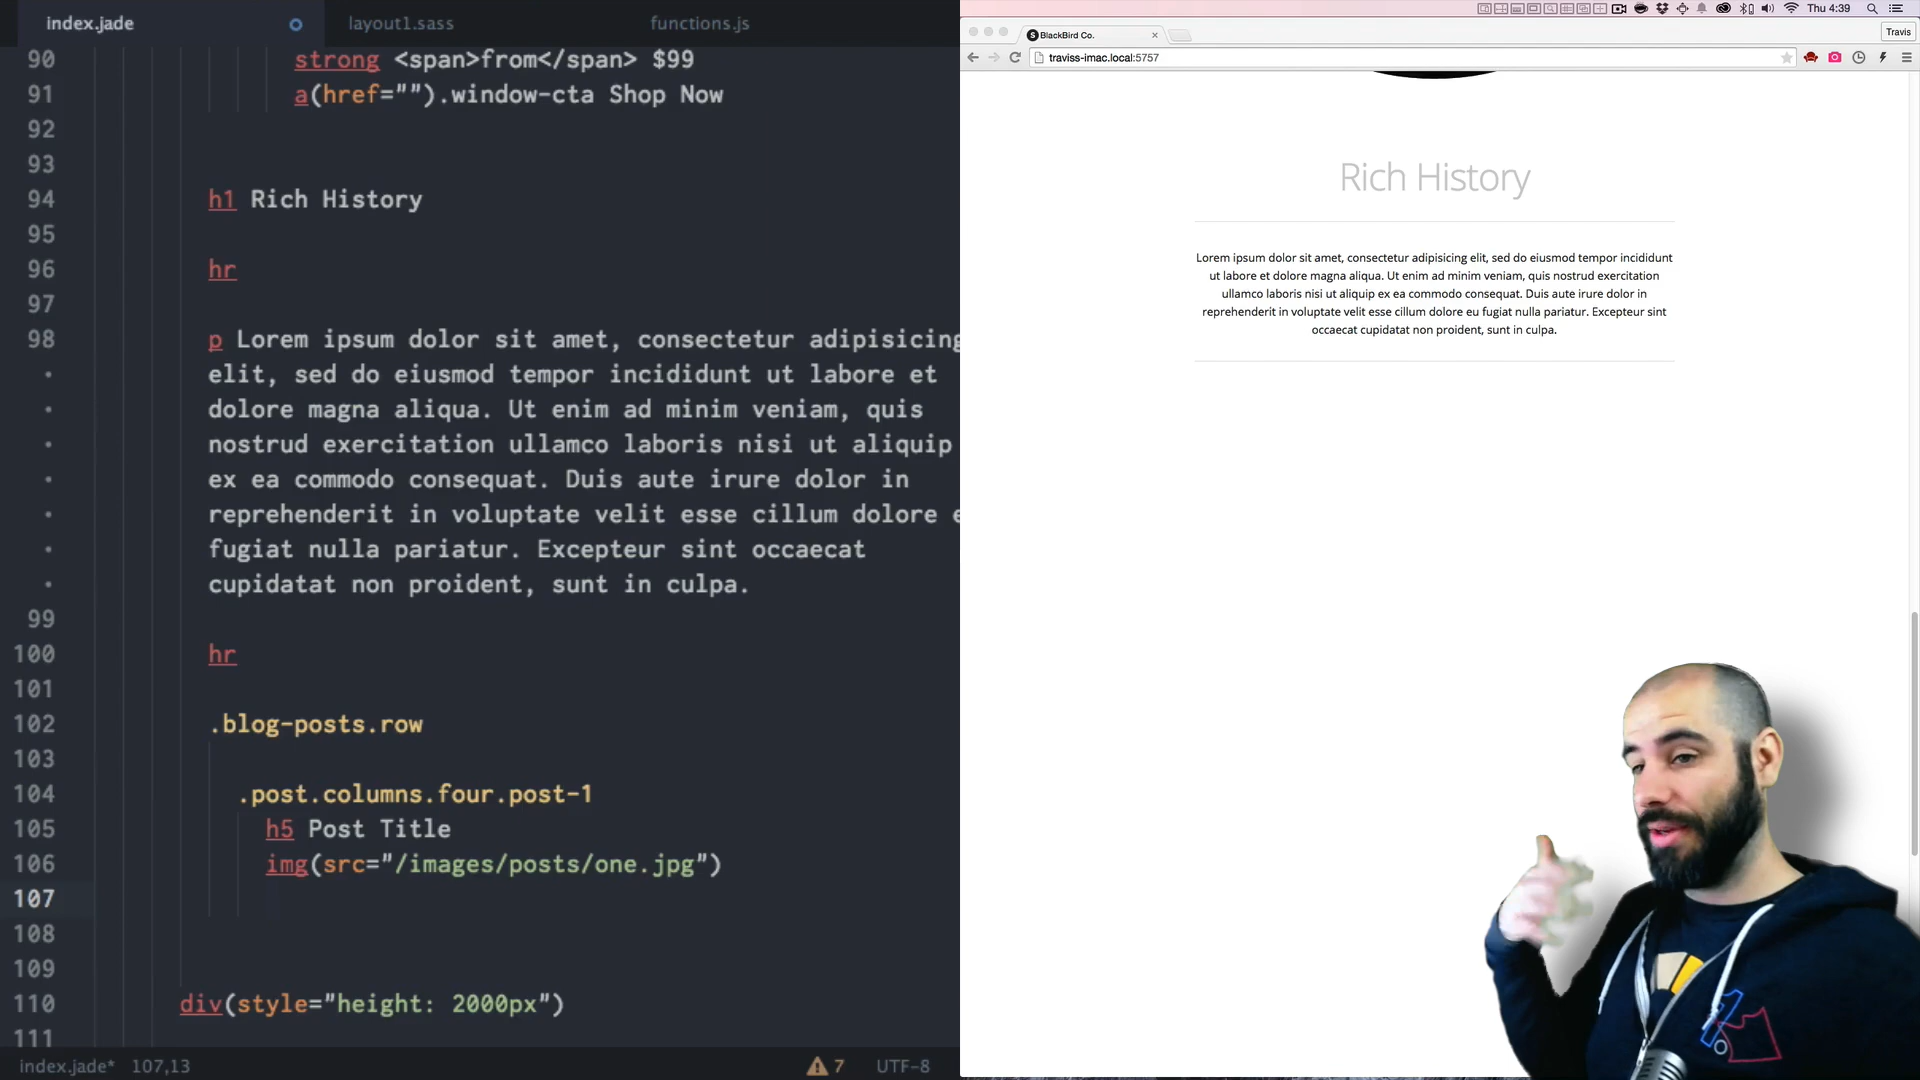 index.jade
layout1.sass
functions.js
90 strong <span>from</span> $99
91 a(href="").window-cta Shop Now
92
93
94 h1 Rich History
95
96 hr
97
98 p Lorem ipsum dolor sit amet, consectetur adipisicing
elit, sed do eiusmod tempor incididunt ut labore et
dolore magna aliqua. Ut enim ad minim veniam, quis
nostrud exercitation ullamco laboris nisi ut aliquip
ex ea commodo consequat. Duis aute irure dolor in
reprehenderit in voluptate velit esse cillum dolore e
fugiat nulla pariatur. Excepteur sint occaecat
cupidatat non proident, sunt in culpa.
99
100 hr
101
102 .blog-posts.row
103
104 .post.columns.four.post-1
105 h5 Post Title
106 img(src="/images/posts/one.jpg")
107
108
109
110 div(style="height: 2000px")
111
index.jade* 107,13
7 UTF-8
Thu 4:39
BlackBird Co.
Travis
traviss-imac.local:5757
Rich History
Lorem ipsum dolor sit amet, consectetur adipisicing elit, sed do eiusmod tempor incididunt
ut labore et dolore magna aliqua. Ut enim ad minim veniam, quis nostrud exercitation
ullamco laboris nisi ut aliquip ex ea commodo consequat. Duis aute irure dolor in
reprehenderit in voluptate velit esse cillum dolore eu fugiat nulla pariatur. Excepteur sint
occaecat cupidatat non proident, sunt in culpa.